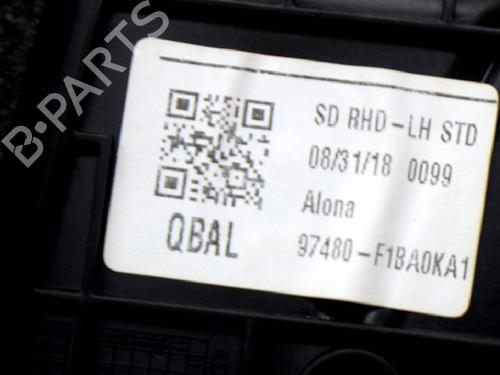 B-PARTS
SD RHD-LH STD
08/31/18 0099
Alona
QBAL
97480-F1BA0KA1